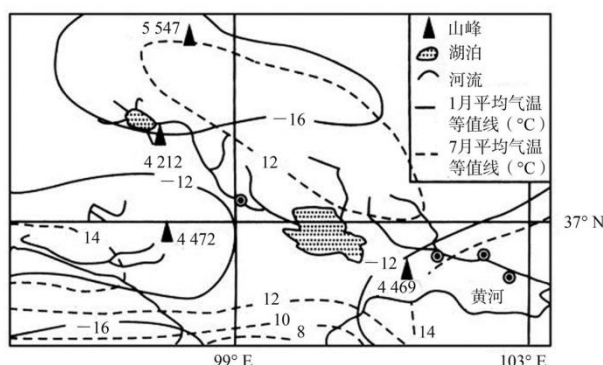 5 547
山峰
湖泊
河流
1月平均气温
等值线（°C）
7月平均气温
等值线（°C）
－16
12
4 212
－12
37° N
14
4 472
－12
4 469
黄河
12
10
－16
8
14
99° E
103° E